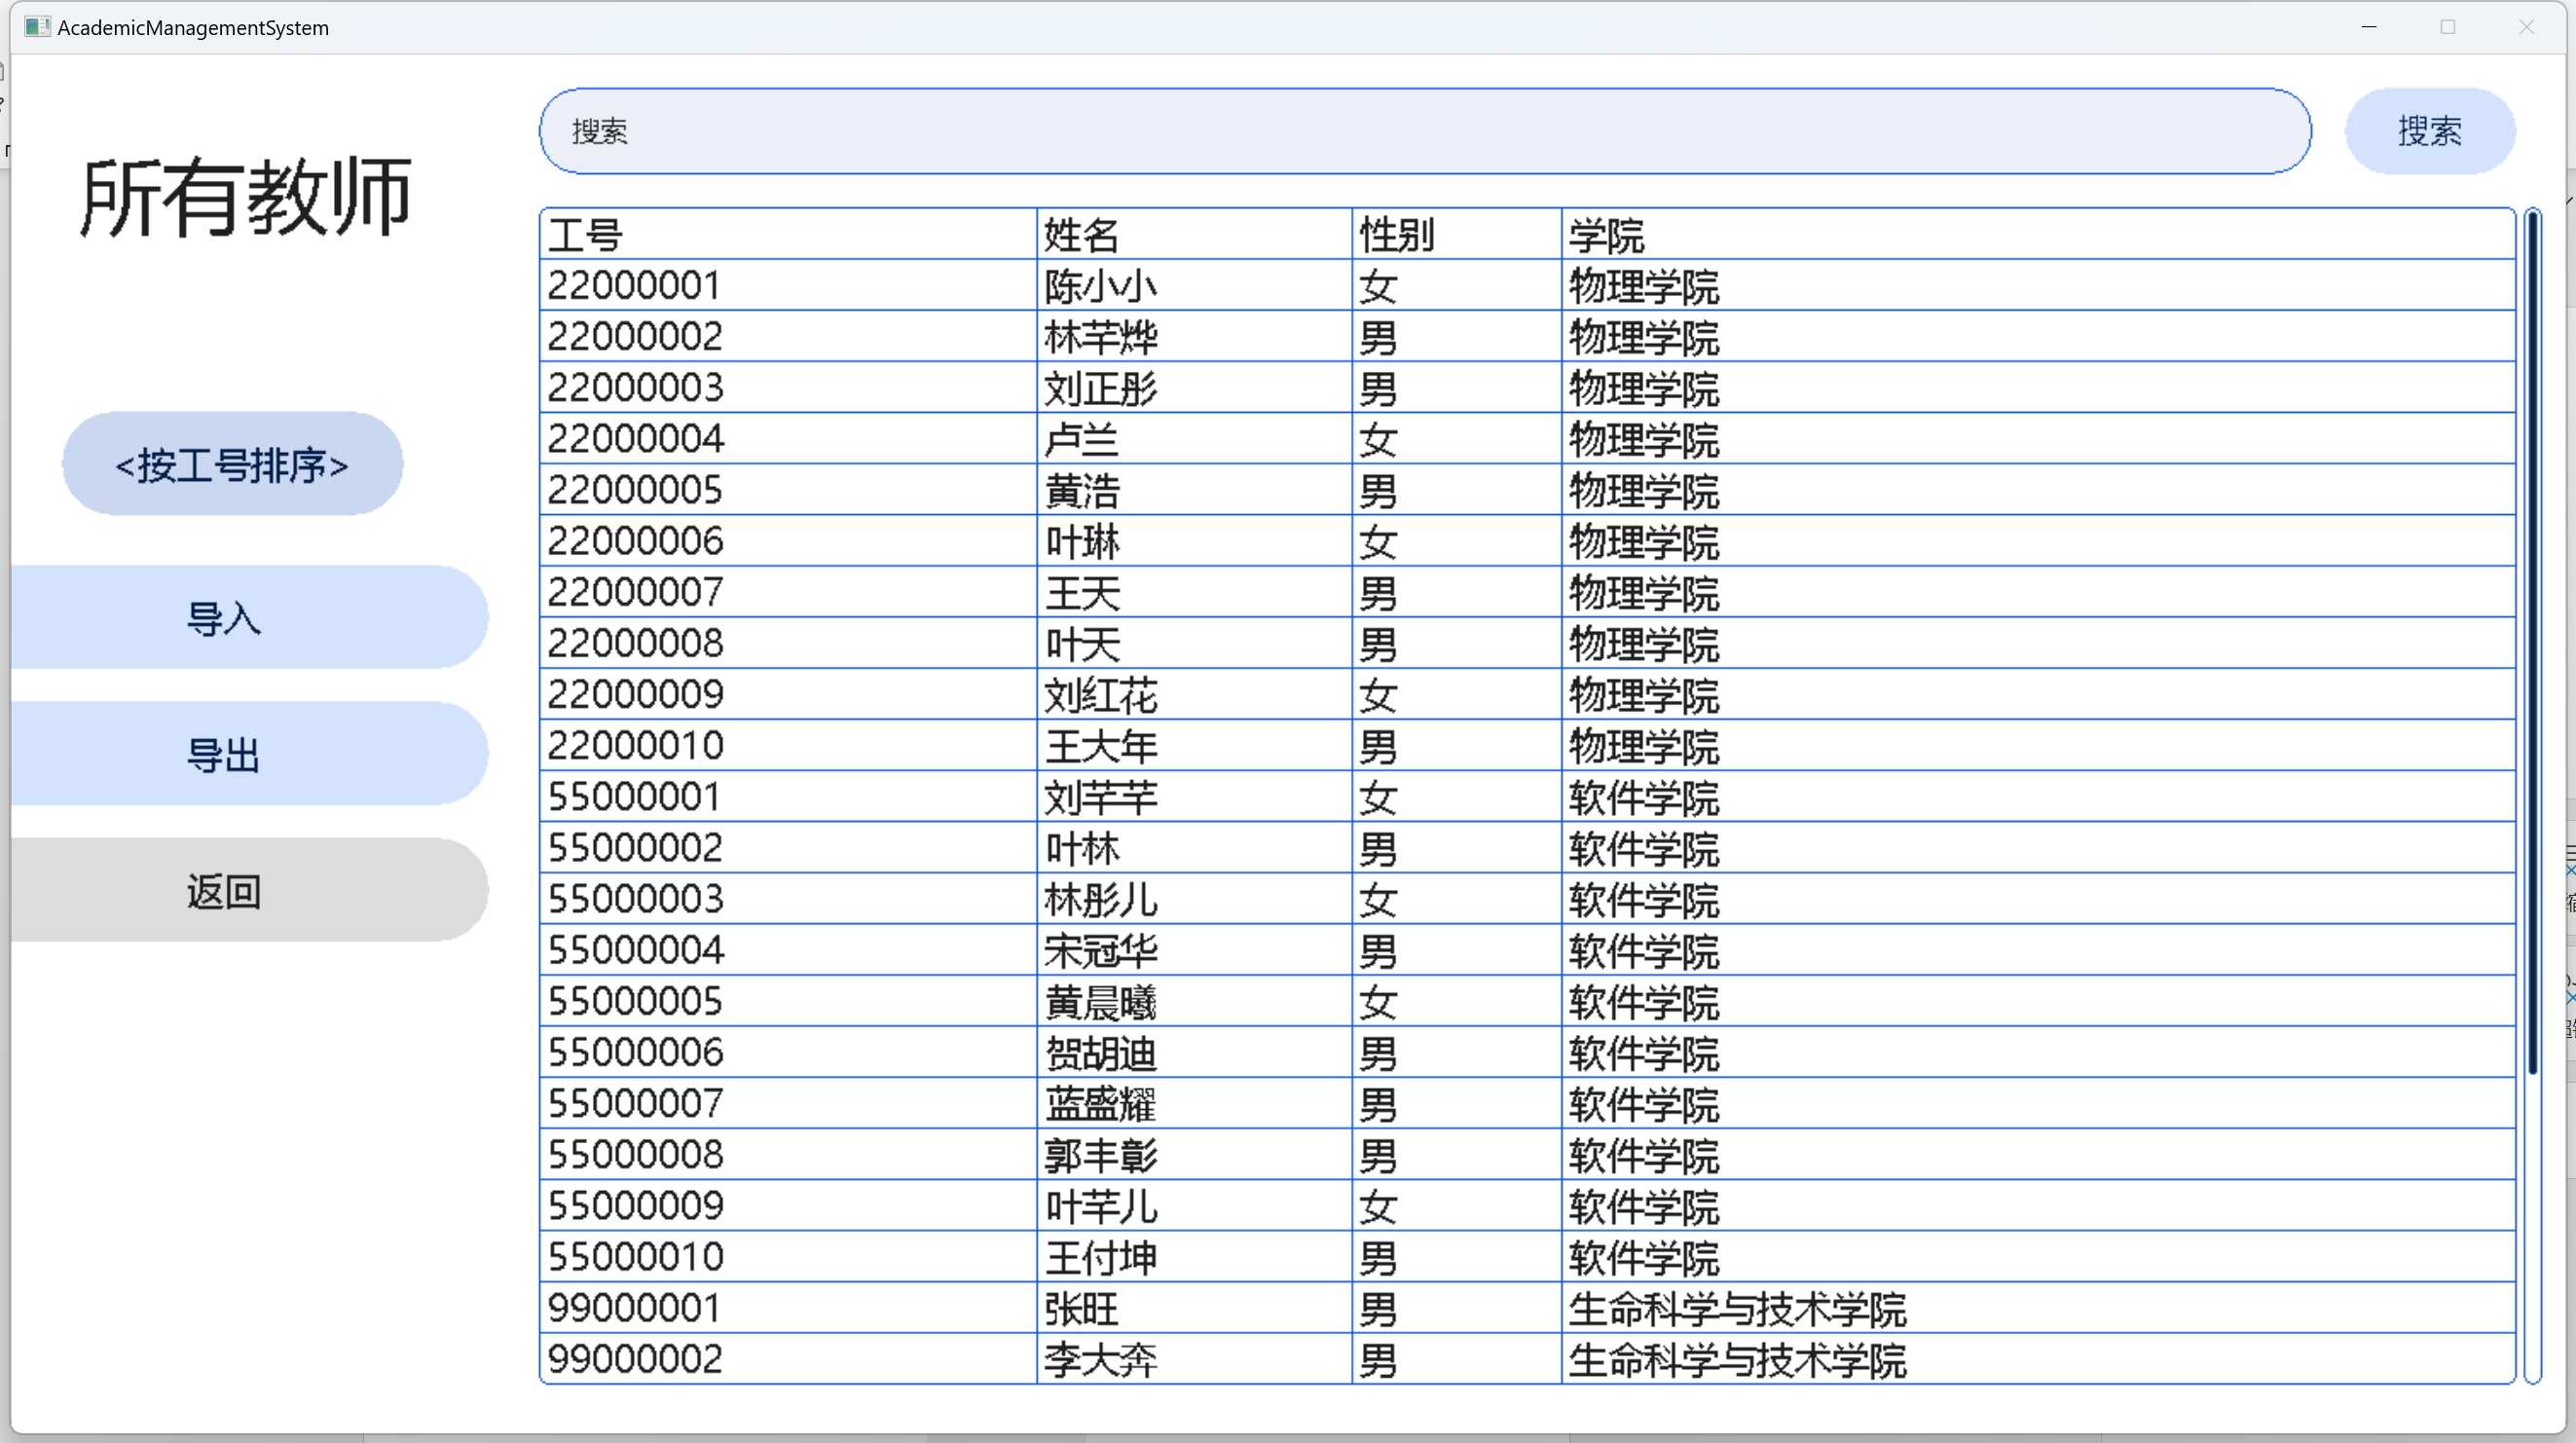 AcademicManagementSystem
所有教师
<按工号排序>
导入
导出
返回
搜索 搜索
工号 姓名 性别 学院
22000001 陈小小 女 物理学院
22000002 林芊烨 男 物理学院
22000003 刘正彤 男 物理学院
22000004 卢兰 女 物理学院
22000005 黄浩 男 物理学院
22000006 叶琳 女 物理学院
22000007 王天 男 物理学院
22000008 叶天 男 物理学院
22000009 刘红花 女 物理学院
22000010 王大年 男 物理学院
55000001 刘芊芊 女 软件学院
55000002 叶林 男 软件学院
55000003 林彤儿 女 软件学院
55000004 宋冠华 男 软件学院
55000005 黄晨曦 女 软件学院
55000006 贺胡迪 男 软件学院
55000007 蓝盛耀 男 软件学院
55000008 郭丰彰 男 软件学院
55000009 叶芊儿 女 软件学院
55000010 王付坤 男 软件学院
99000001 张旺 男 生命科学与技术学院
99000002 李大奔 男 生命科学与技术学院